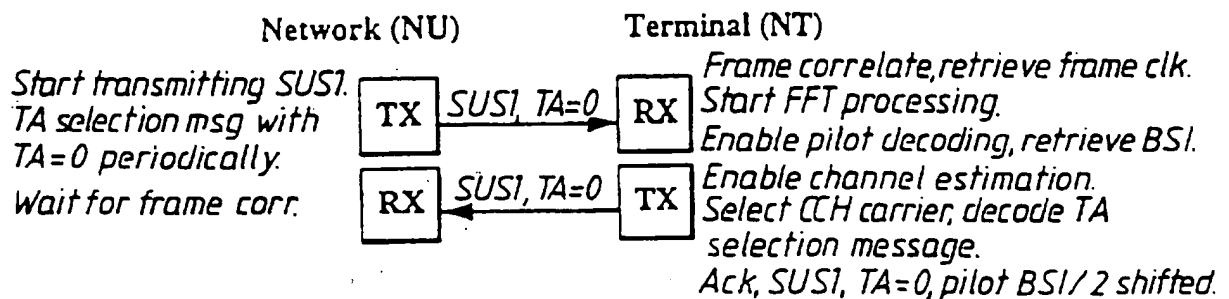 Network (NU)
Terminal (NT)
Start transmitting SUS1.
TA selection msg with
TA=0 periodically.
Wait for frame corr.
TX
SUS1, TA=0
RX
RX
SUS1, TA=0
TX
Frame correlate, retrieve frame clk.
Start FFT processing.
Enable pilot decoding, retrieve BSI.
Enable channel estimation.
Select CCH carrier, decode TA
selection message.
Ack, SUS1, TA=0, pilot BSI/2 shifted.